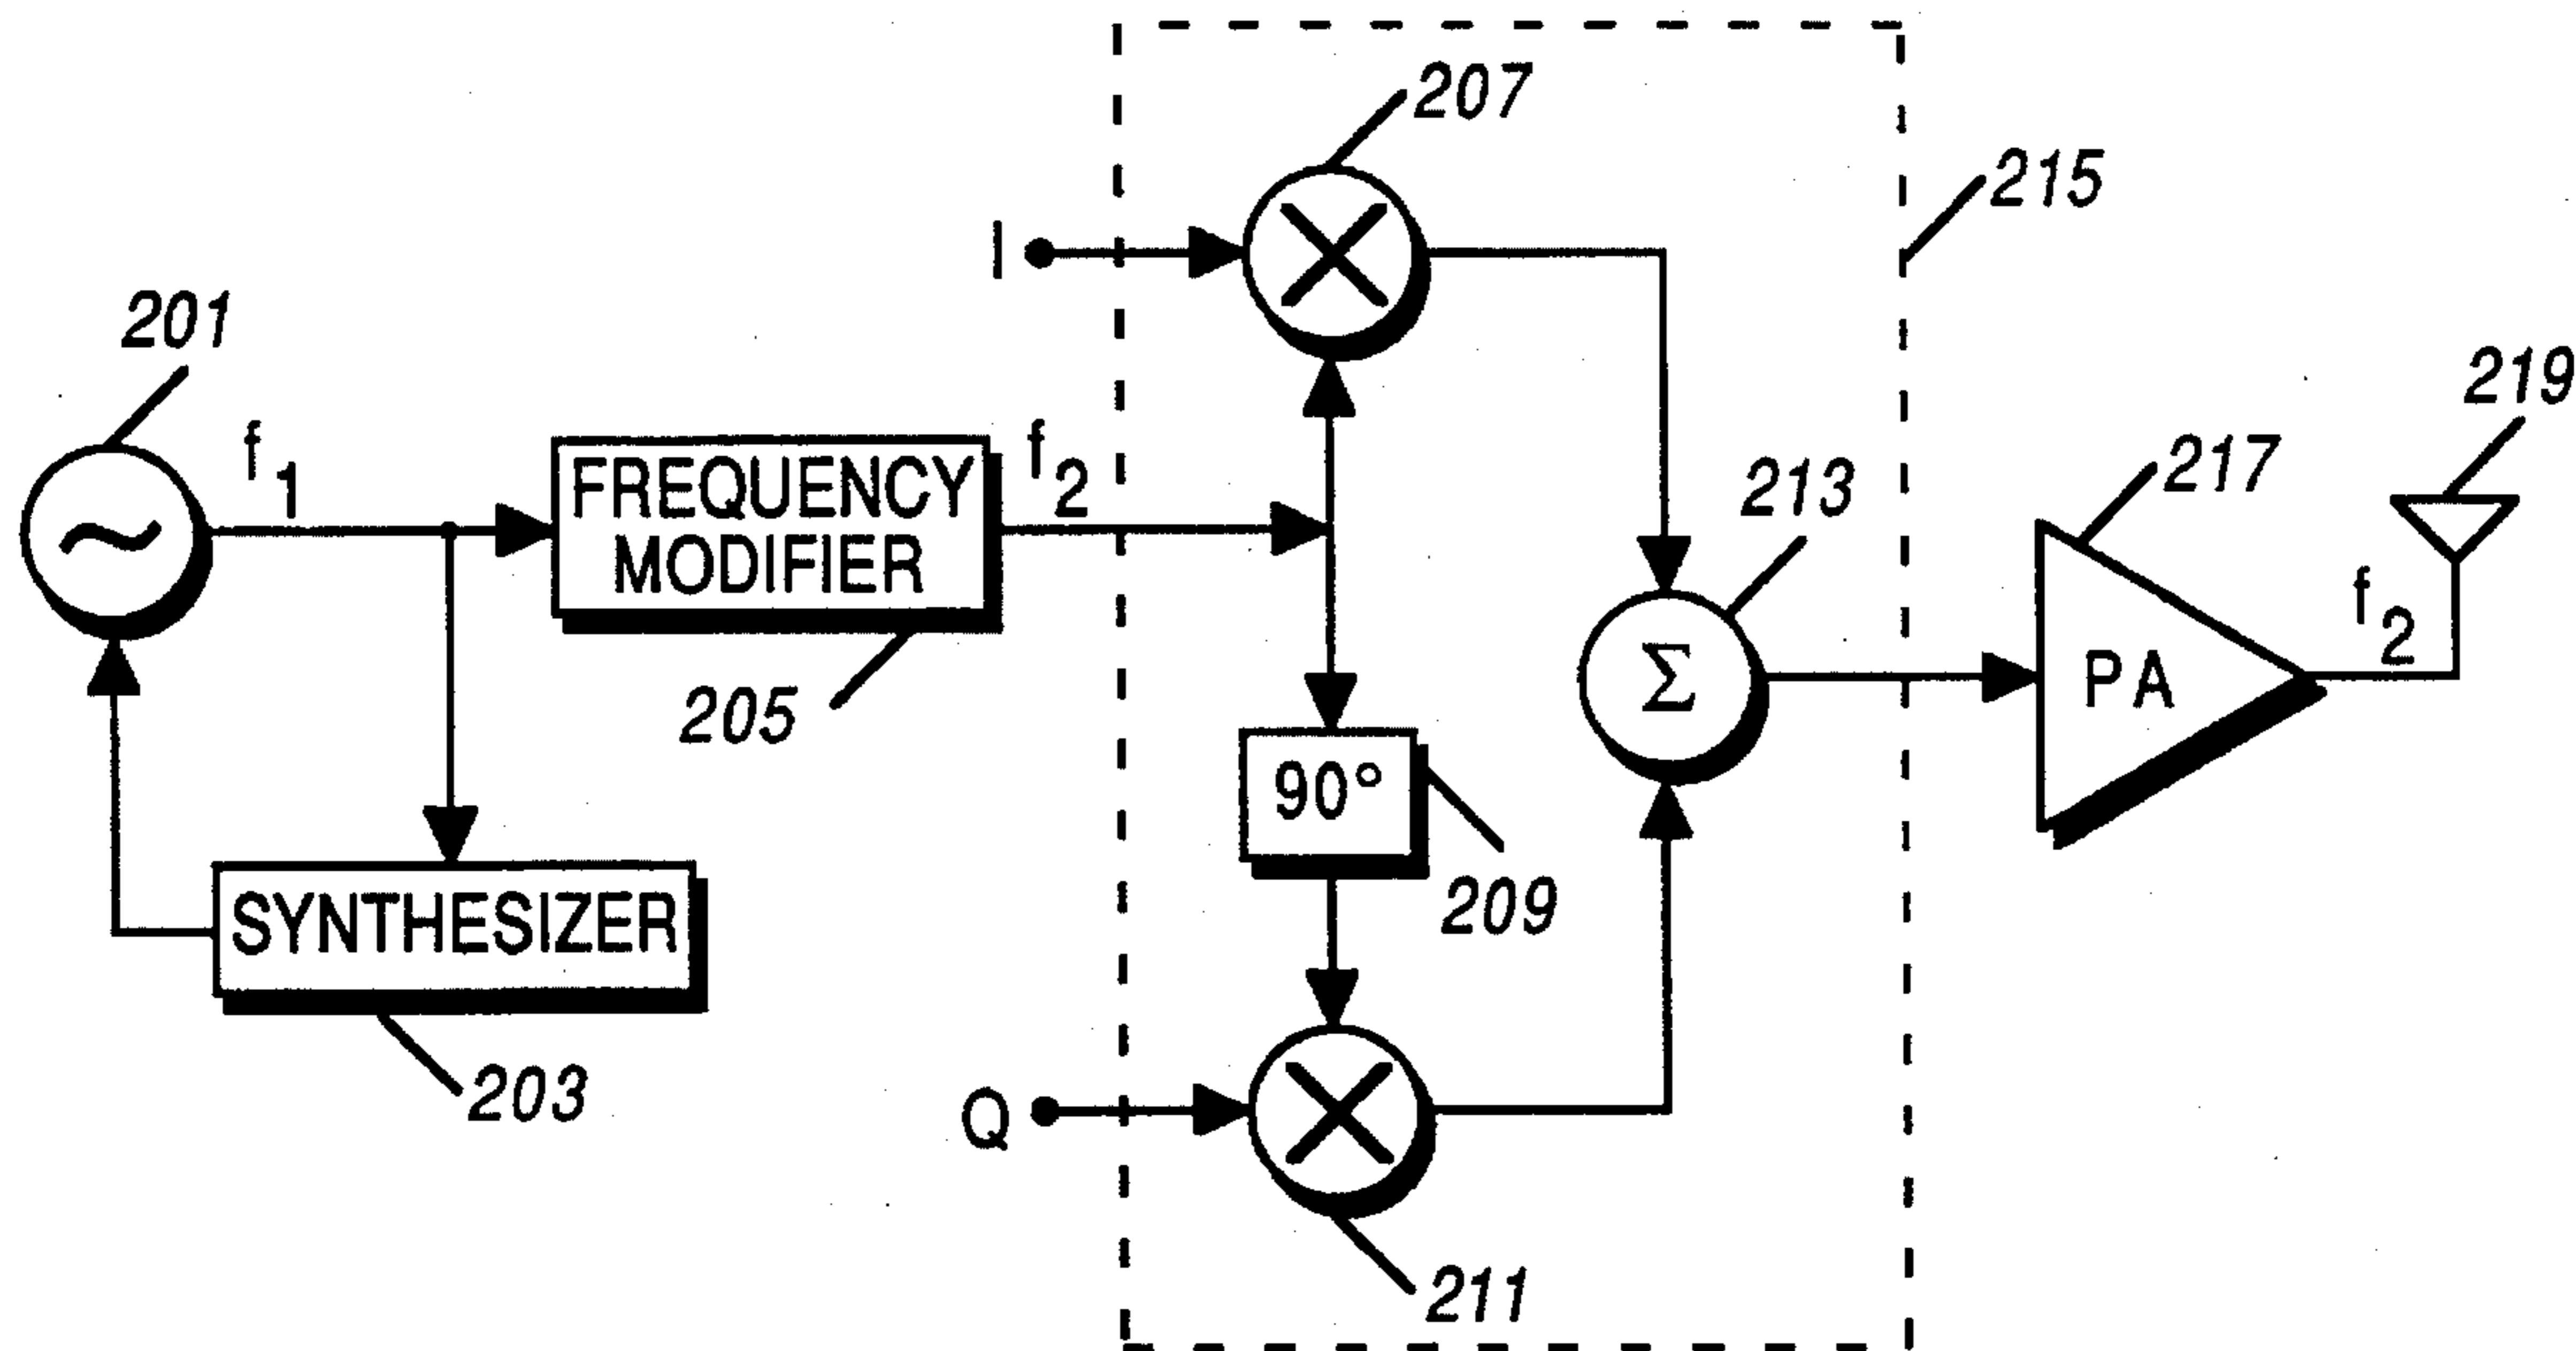 207
215
I
201
f1
FREQUENCY
MODIFIER
f2
219
217
213
205
Σ
PA
f2
90°
209
SYNTHESIZER
203
Q
211